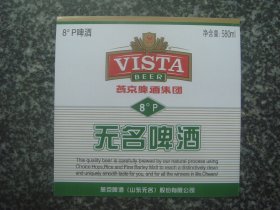 8°P啤酒
净含量:580ml
VISTA
BEER
燕京啤酒集团
8°P
无名啤酒
This quality beer is carefully brewed by our natural process using
Choice Hops,Rice and Fine Barley Malt to reach a distinctively clean
and uniquely smooth taste for you, and for all the winners in life.Cheers!
燕京啤酒（山东无名）股份有限公司